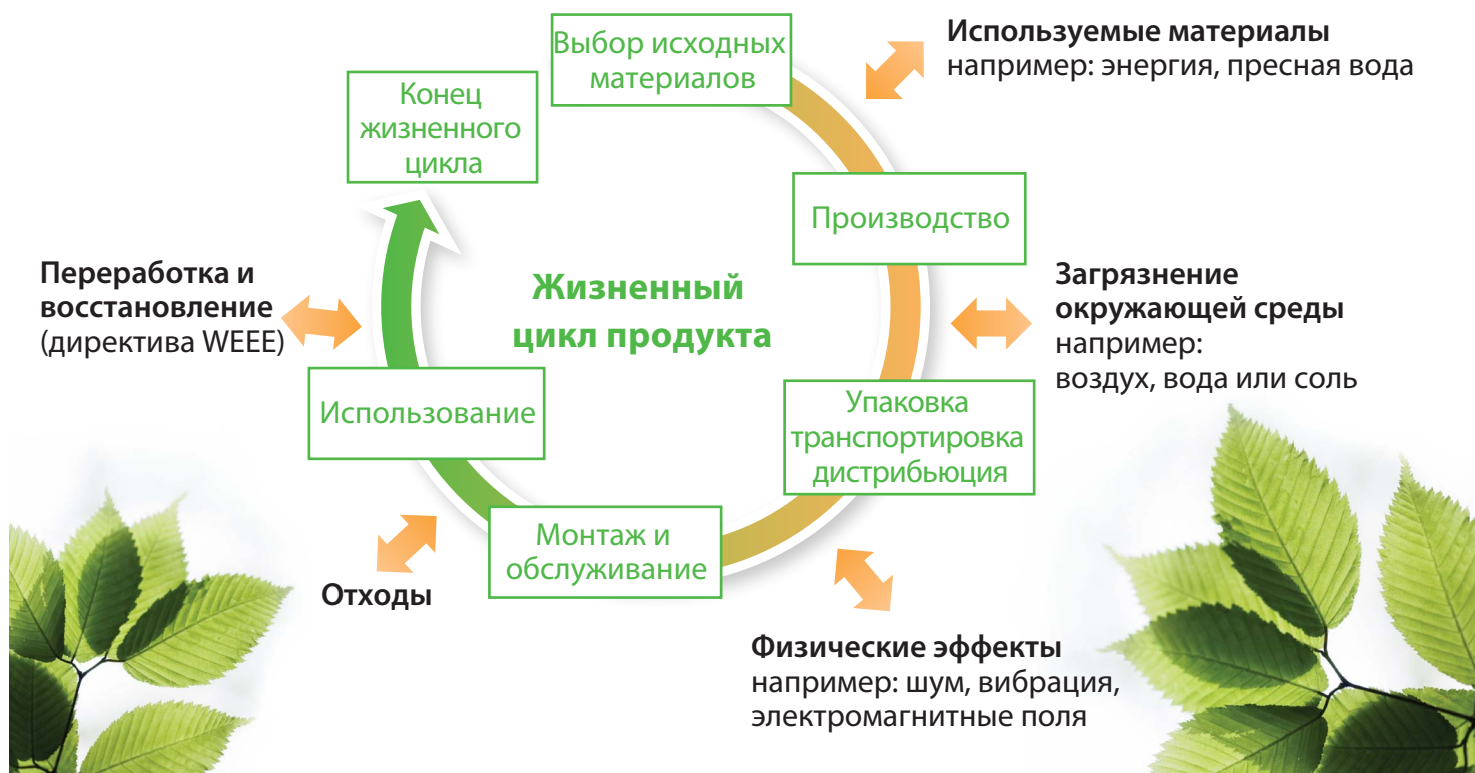 Выбор исходных
материалов
Используемые материалы
например: энергия, пресная вода
Конец
жизненного
цикла
Производство
Переработка и
восстановление
(директива WEEE)
Жизненный
цикл продукта
Загрязнение
окружающей среды
например:
воздух, вода или соль
Использование
Упаковка
транспортировка
дистрибьюция
Монтаж и
обслуживание
Отходы
Физические эффекты
например: шум, вибрация,
электромагнитные поля